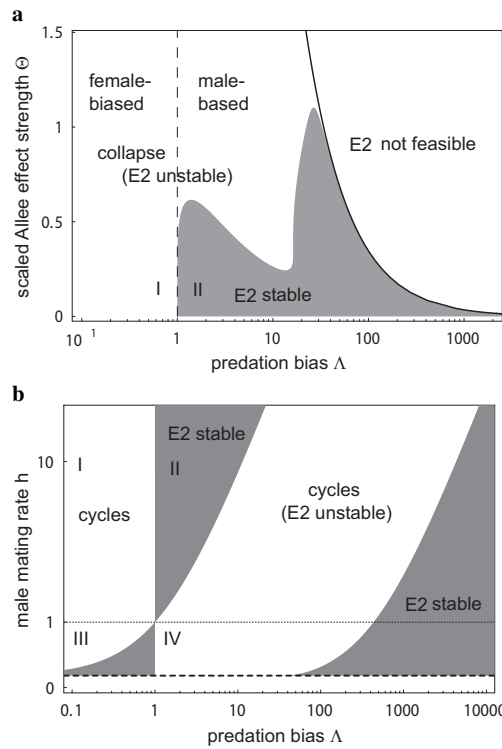 a
1.5
1
0.5
0
scaled Allee effect strength Θ
female-
biased
male-
based
collapse
(E2 unstable)
E2 not feasible
I
II
E2 stable
10⁻¹
1
10
100
1000
predation bias Λ
b
10
1
0
male mating rate h
I
E2 stable
II
cycles
cycles
(E2 unstable)
III
IV
E2 stable
0.1
1
10
100
1000
10000
predation bias Λ